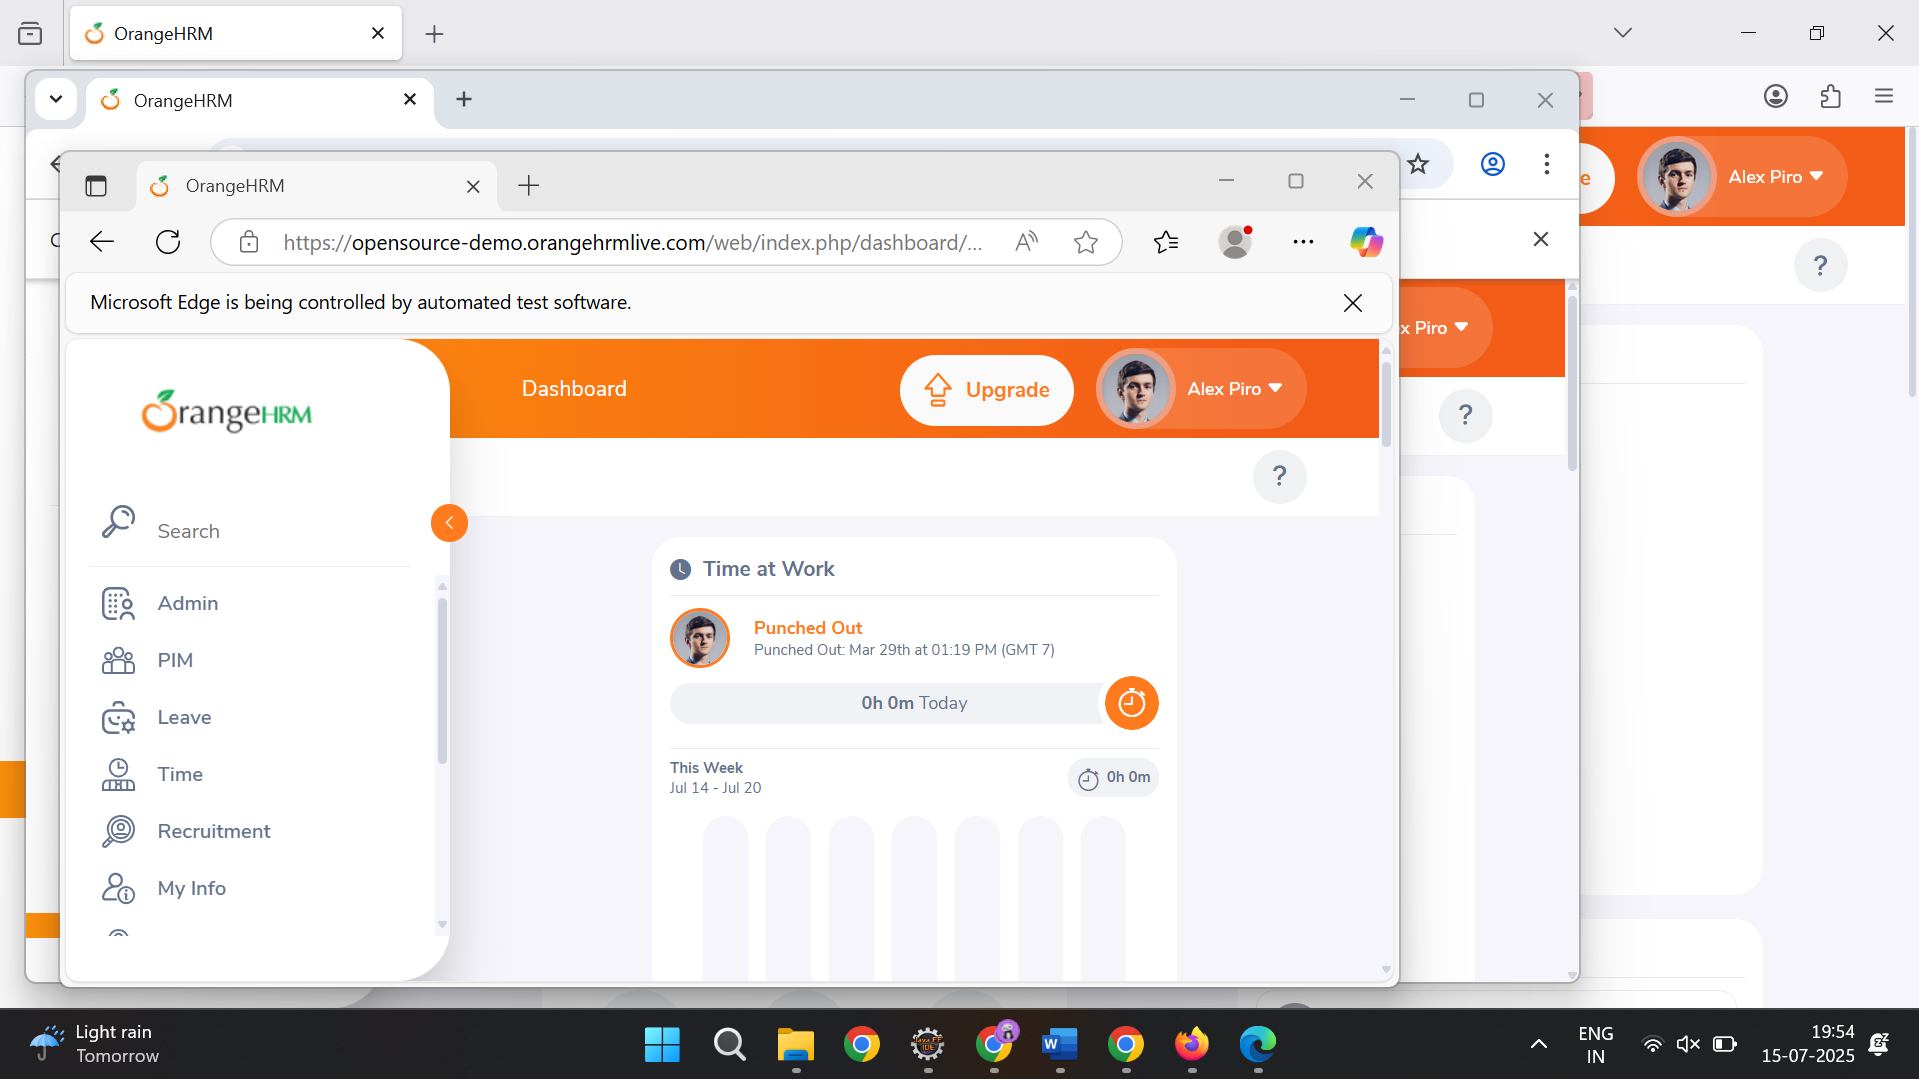 OrangeHRM
OrangeHRM
Alex Piro
OrangeHRM
https://opensource-demo.orangehrmlive.com/web/index.php/dashboard/...
?
Microsoft Edge is being controlled by automated test software.
x Piro
OrangeHRM
Dashboard
Upgrade
Alex Piro
?
?
Search
Admin
PIM
Leave
Time
Recruitment
My Info
Time at Work
Punched Out
Punched Out: Mar 29th at 01:19 PM (GMT 7)
0h 0m Today
This Week
Jul 14 - Jul 20
0h 0m
Light rain
Tomorrow
Java EE
IDE
W
ENG
IN
19:54
15-07-2025